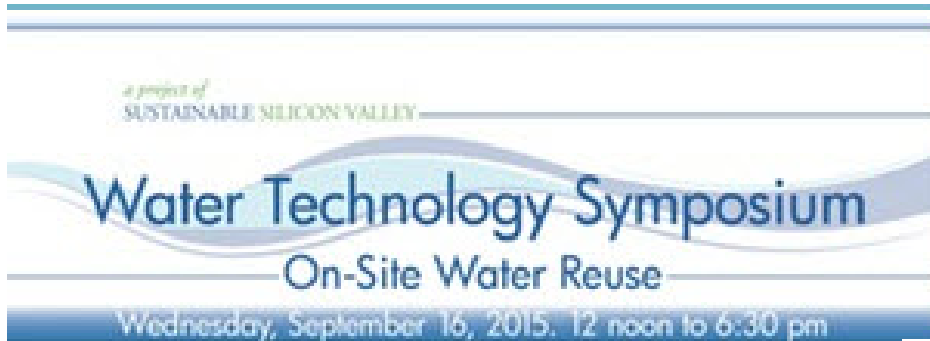 a project of
SUSTAINABLE SILICON VALLEY
Water Technology Symposium
On-Site Water Reuse
Wednesday, September 16, 2015. 12 noon to 6:30 pm